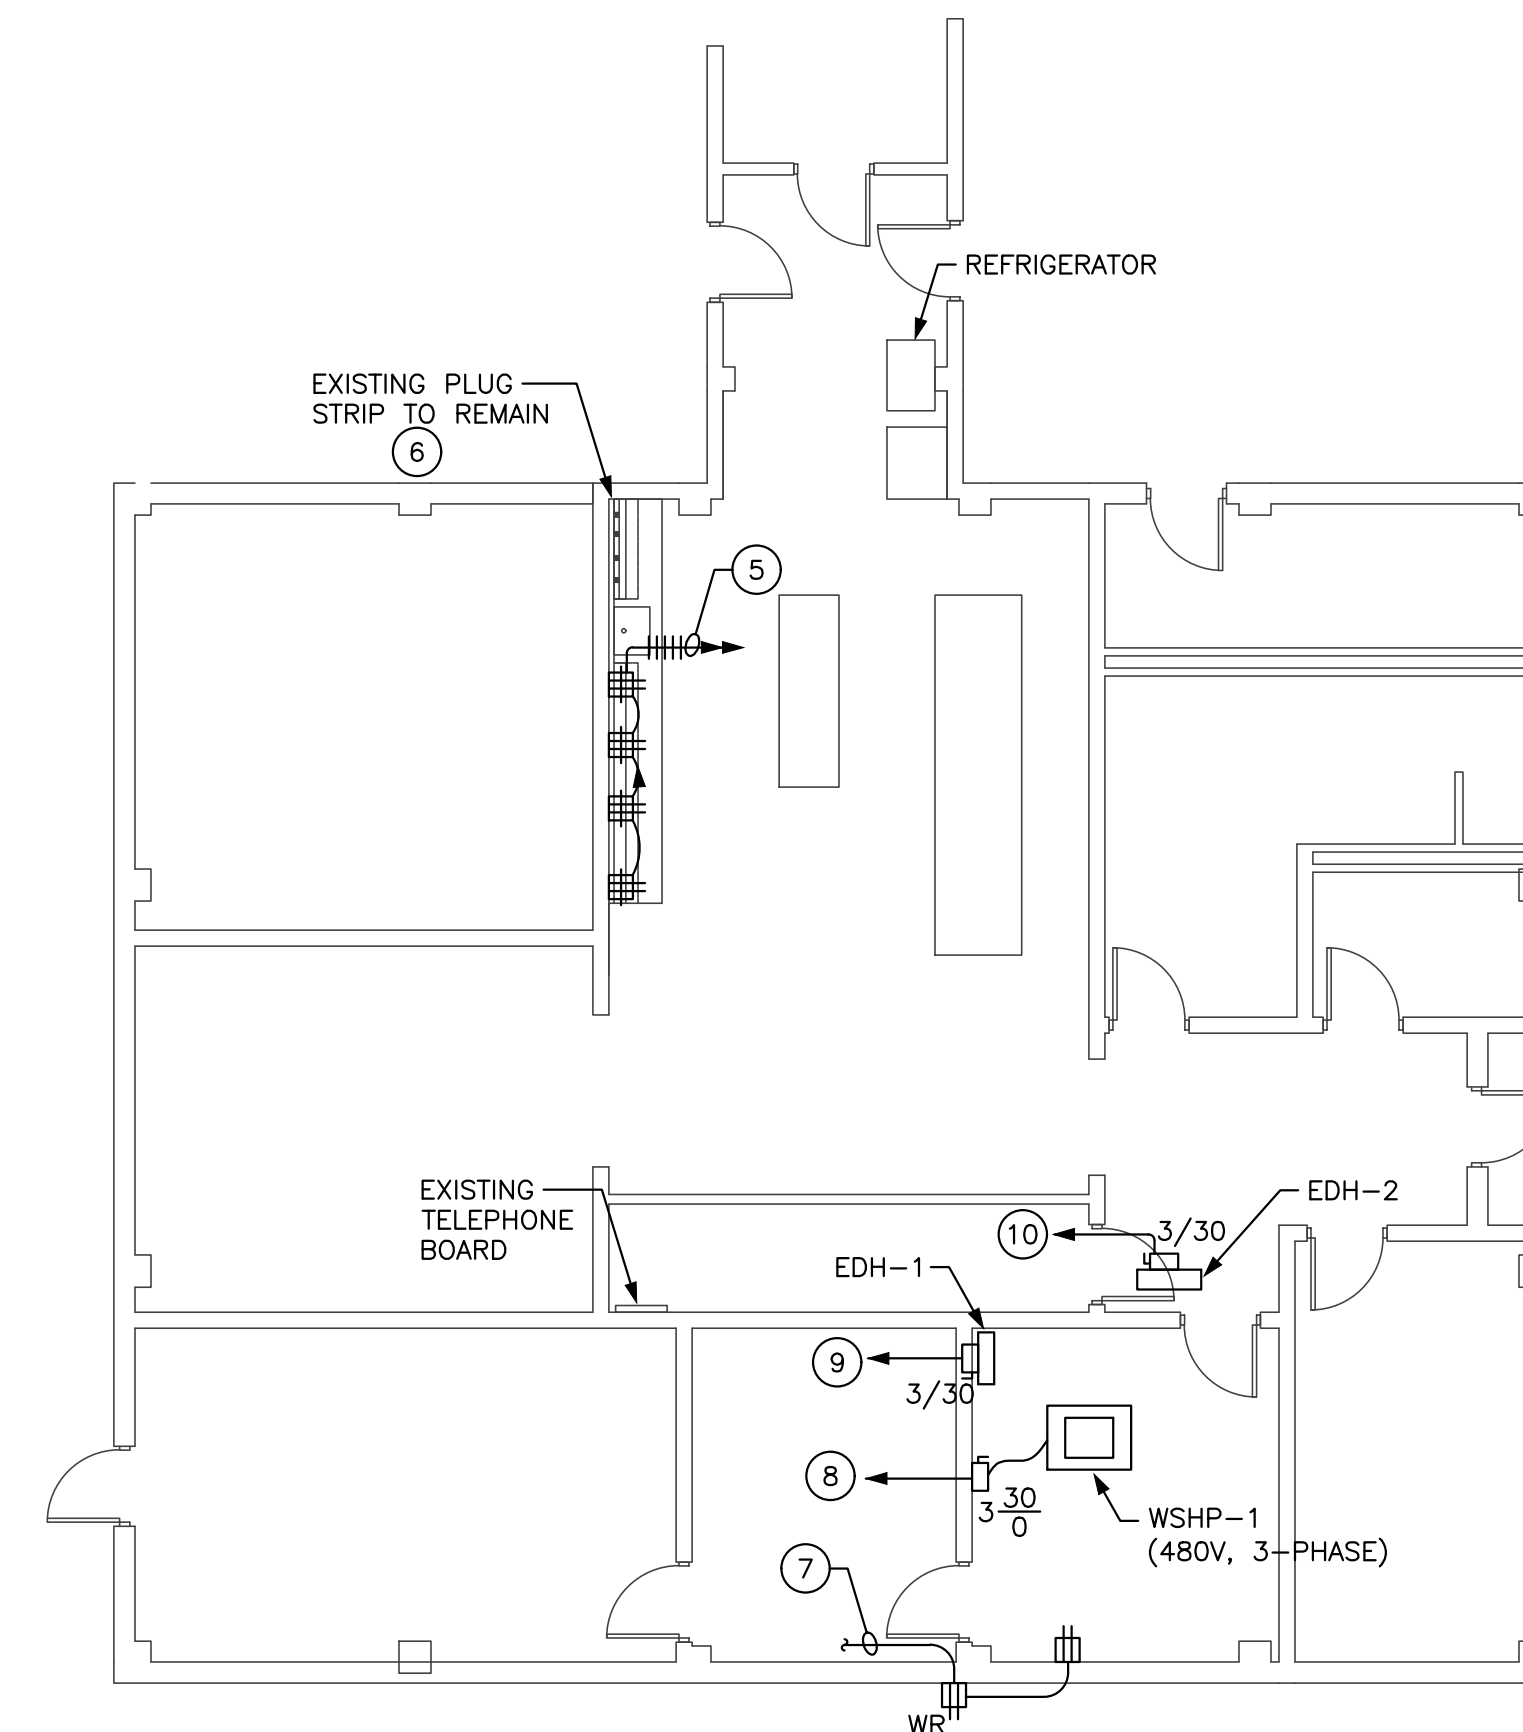 REFRIGERATOR
EXISTING PLUG
STRIP TO REMAIN
6
5
EXISTING
TELEPHONE
BOARD
10
3/30
EDH-2
EDH-1
9
3/30
8
3 30/0
WSHP-1
(480V, 3-PHASE)
7
WR